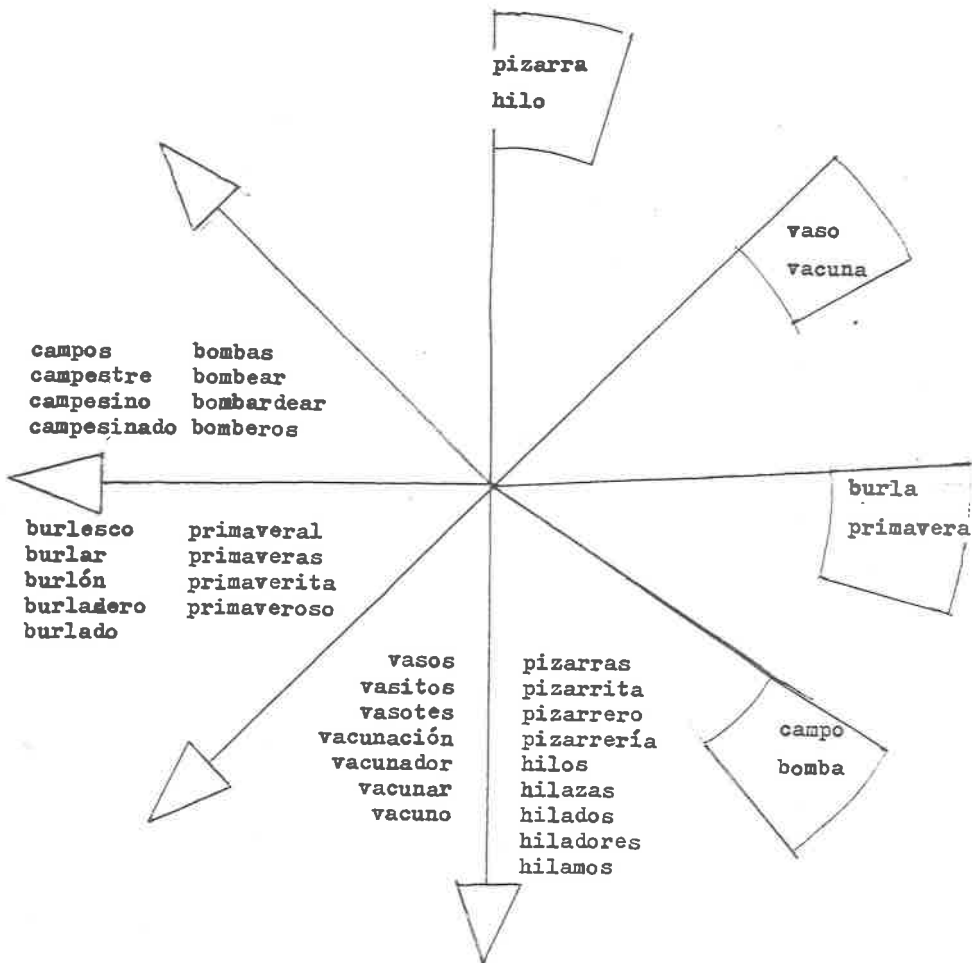 pizarra
hilo
vaso
vacuna
campos bombas
campestre bombear
campesino bombardear
campesinado bomberos
burla
primavera
burlesco primaveral
burlar primaveras
burlón primaverita
burladero primaveroso
burlado
vasos
vasitos
vasotes
vacunación
vacunador
vacunar
vacuno
pizarras
pizarrita
pizarrero
pizarrería
hilos
hilazas
hilados
hiladores
hilamos
campo
bomba